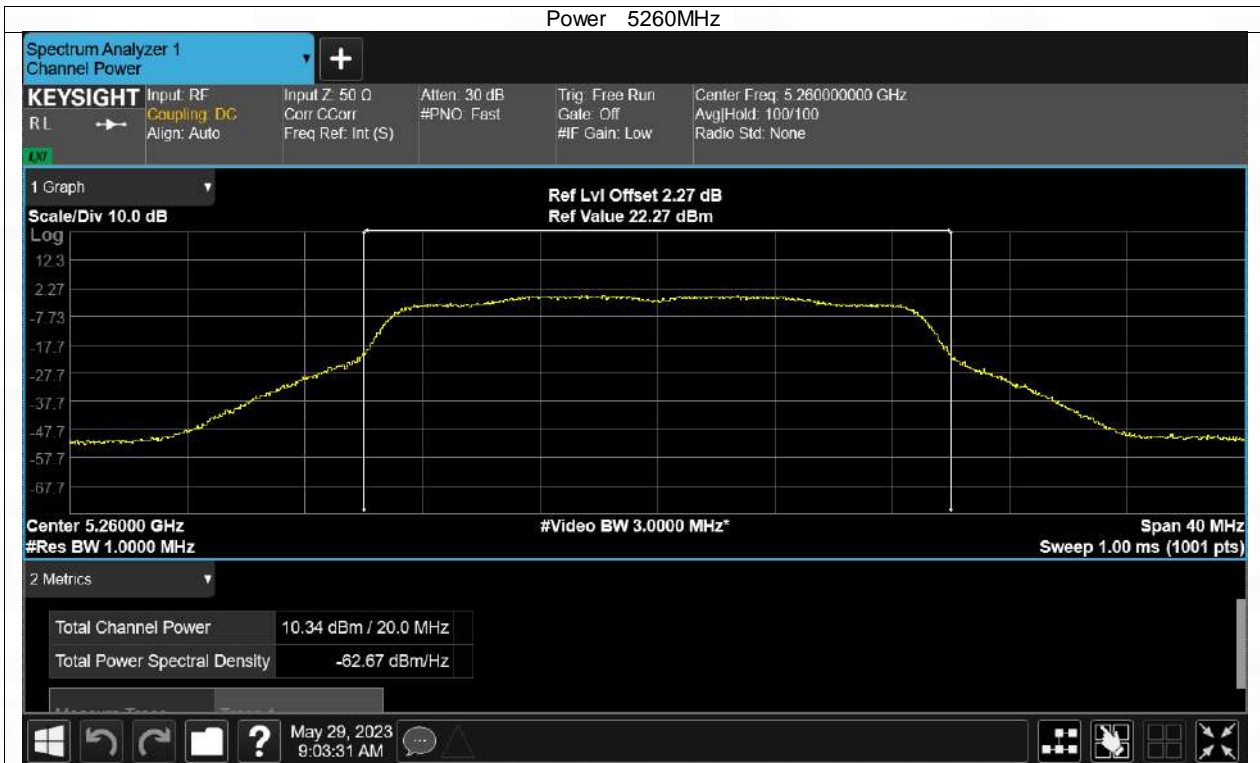 Power 5260MHz
Spectrum Analyzer 1
Channel Power
+
KEYSIGHT
RL
LXI
Input: RF
Coupling: DC
Align: Auto
Input Z: 50 Ω
Corr CCorr
Freq Ref: Int (S)
Atten: 30 dB
#PNO: Fast
Trig: Free Run
Gate: Off
#IF Gain: Low
Center Freq: 5.260000000 GHz
Avg|Hold: 100/100
Radio Std: None
1 Graph
Scale/Div 10.0 dB
Ref Lvl Offset 2.27 dB
Ref Value 22.27 dBm
Log
12.3
2.27
-7.73
-17.7
-27.7
-37.7
-47.7
-57.7
-67.7
Center 5.26000 GHz
#Video BW 3.0000 MHz*
Span 40 MHz
#Res BW 1.0000 MHz
Sweep 1.00 ms (1001 pts)
2 Metrics
Total Channel Power 10.34 dBm / 20.0 MHz
Total Power Spectral Density -62.67 dBm/Hz
?
May 29, 2023
9:03:31 AM